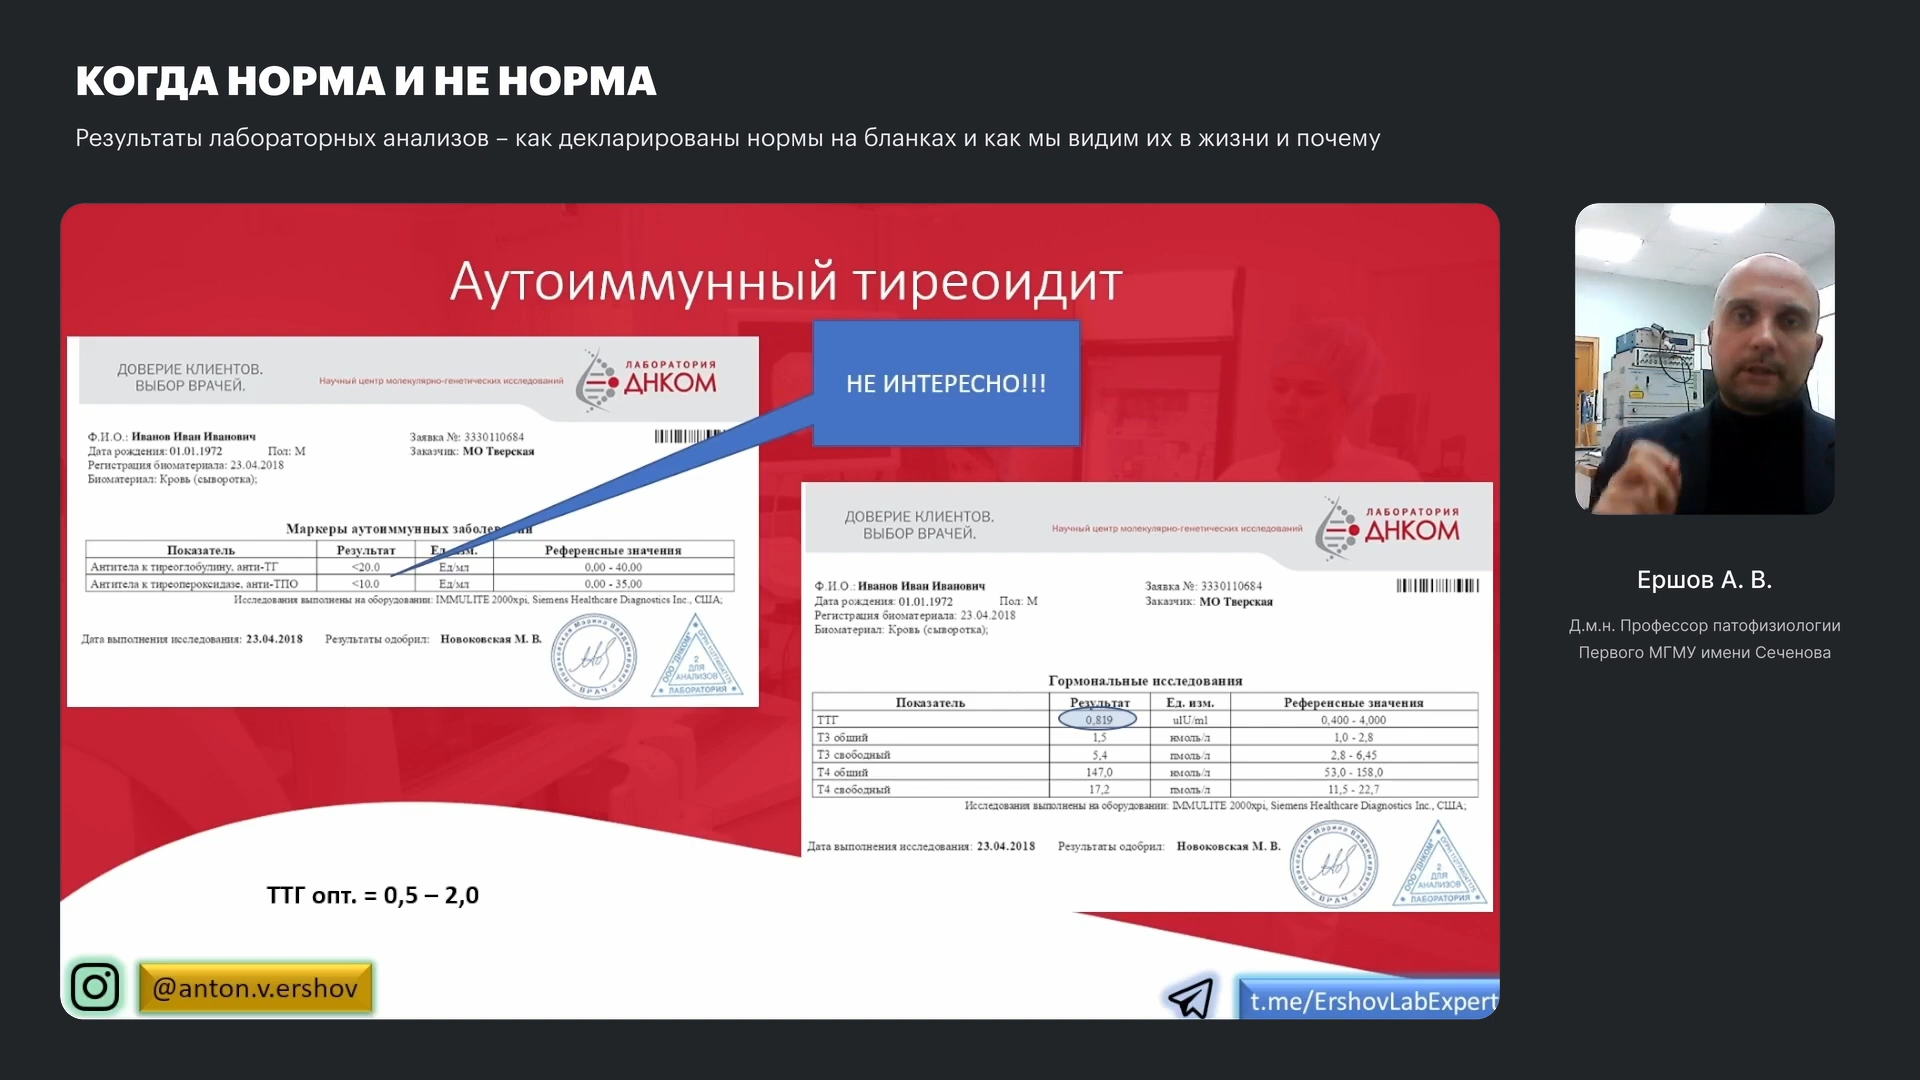 КОГДА НОРМА И НЕ НОРМА
Результаты лабораторных анализов – как декларированы нормы на бланках и как мы видим их в жизни и почему
Аутоиммунный тиреоидит
НЕ ИНТЕРЕСНО!!!
ДОВЕРИЕ КЛИЕНТОВ.
ВЫБОР ВРАЧЕЙ.
Научный центр молекулярно-генетических исследований
ЛАБОРАТОРИЯ
ДНКОМ
Ф.И.О.: Иванов Иван Иванович
Заявка №: 3330110684
Дата рождения: 01.01.1972 Пол: М
Заказчик: МО Тверская
Регистрация биоматериала: 23.04.2018
Биоматериал: Кровь (сыворотка);
Маркеры аутоиммунных
Показатель Результат Референсные значения
Антитела к тиреоглобулину, анти-ТГ <20.0 Ед/мл 0,00 - 40,00
Антитела к тиреопероксидазе, анти-ТПО <10.0 Ед/мл 0,00 - 35,00
Исследования выполнены на оборудовании: IMMULITE 2000xpi, Siemens Healthcare Diagnostics Inc., США;
Дата выполнения исследования: 23.04.2018 Результаты одобрил: Новоковская М. В.
ВРАЧ
2
ДЛЯ
АНАЛИЗОВ
ЛАБОРАТОРИЯ
ДОВЕРИЕ КЛИЕНТОВ.
ВЫБОР ВРАЧЕЙ.
Научный центр молекулярно-генетических исследований
ЛАБОРАТОРИЯ
ДНКОМ
Ф.И.О.: Иванов Иван Иванович
Заявка №: 3330110684
Дата рождения: 01.01.1972 Пол: М
Заказчик: МО Тверская
Регистрация биоматериала: 23.04.2018
Биоматериал: Кровь (сыворотка);
Гормональные исследования
Показатель Результат Ед. изм. Референсные значения
ТТГ 0,819 uIU/ml 0,400 - 4,000
Т3 общий 1,5 нмоль/л 1,0 - 2,8
Т3 свободный 5,4 пмоль/л 2,8 - 6,45
Т4 общий 147,0 нмоль/л 53,0 - 158,0
Т4 свободный 17,2 пмоль/л 11,5 - 22,7
Исследования выполнены на оборудовании: IMMULITE 2000xpi, Siemens Healthcare Diagnostics Inc., США;
Дата выполнения исследования: 23.04.2018 Результаты одобрил: Новоковская М. В.
ВРАЧ
2
ДЛЯ
АНАЛИЗОВ
ЛАБОРАТОРИЯ
ТТГ опт. = 0,5 – 2,0
@anton.v.ershov
t.me/ErshovLabExpert
Ершов А. В.
Д.м.н. Профессор патофизиологии
Первого МГМУ имени Сеченова